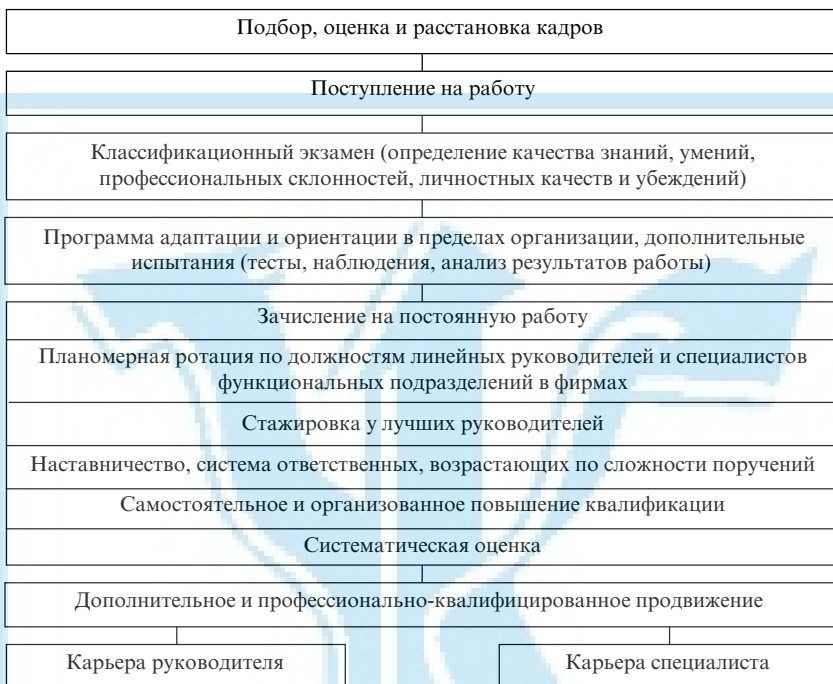 Подбор, оценка и расстановка кадров
Поступление на работу
Классификационный экзамен (определение качества знаний, умений,
профессиональных склонностей, личностных качеств и убеждений)
Программа адаптации и ориентации в пределах организации, дополнительные
испытания (тесты, наблюдения, анализ результатов работы)
Зачисление на постоянную работу
Планомерная ротация по должностям линейных руководителей и специалистов
функциональных подразделений в фирмах
Стажировка у лучших руководителей
Наставничество, система ответственных, возрастающих по сложности поручений
Самостоятельное и организованное повышение квалификации
Систематическая оценка
Дополнительное и профессионально-квалифицированное продвижение
Карьера руководителя
Карьера специалиста